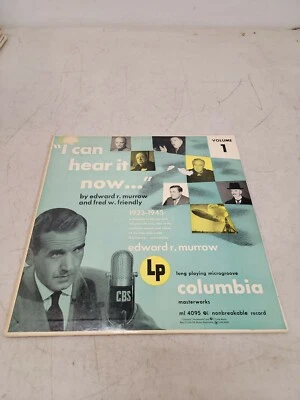 VOLUME
1
"I can
hear it
now..."
by edward r. murrow
and fred w. friendly
1933-1945
edward r. murrow
LP
long playing microgroove
columbia
masterworks
ml 4095 nonbreakable record
CBS